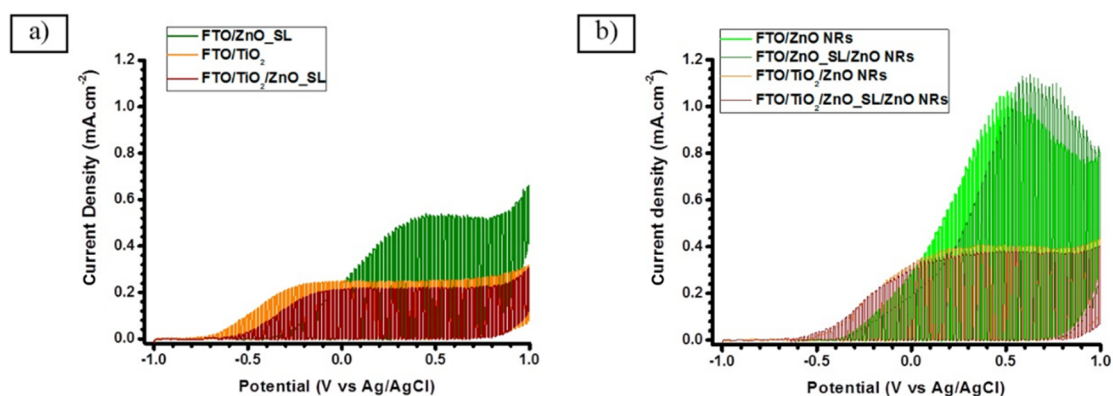 a)
FTO/ZnO_SL
FTO/TiO₂
FTO/TiO₂/ZnO_SL
Current Density (mA.cm⁻²)
1.2
1.0
0.8
0.6
0.4
0.2
0.0
-1.0
-0.5
0.0
0.5
1.0
Potential (V vs Ag/AgCl)
b)
FTO/ZnO NRs
FTO/ZnO_SL/ZnO NRs
FTO/TiO₂/ZnO NRs
FTO/TiO₂/ZnO_SL/ZnO NRs
Current density (mA.cm⁻²)
1.2
1.0
0.8
0.6
0.4
0.2
0.0
-1.0
-0.5
0.0
0.5
1.0
Potential (V vs Ag/AgCl)